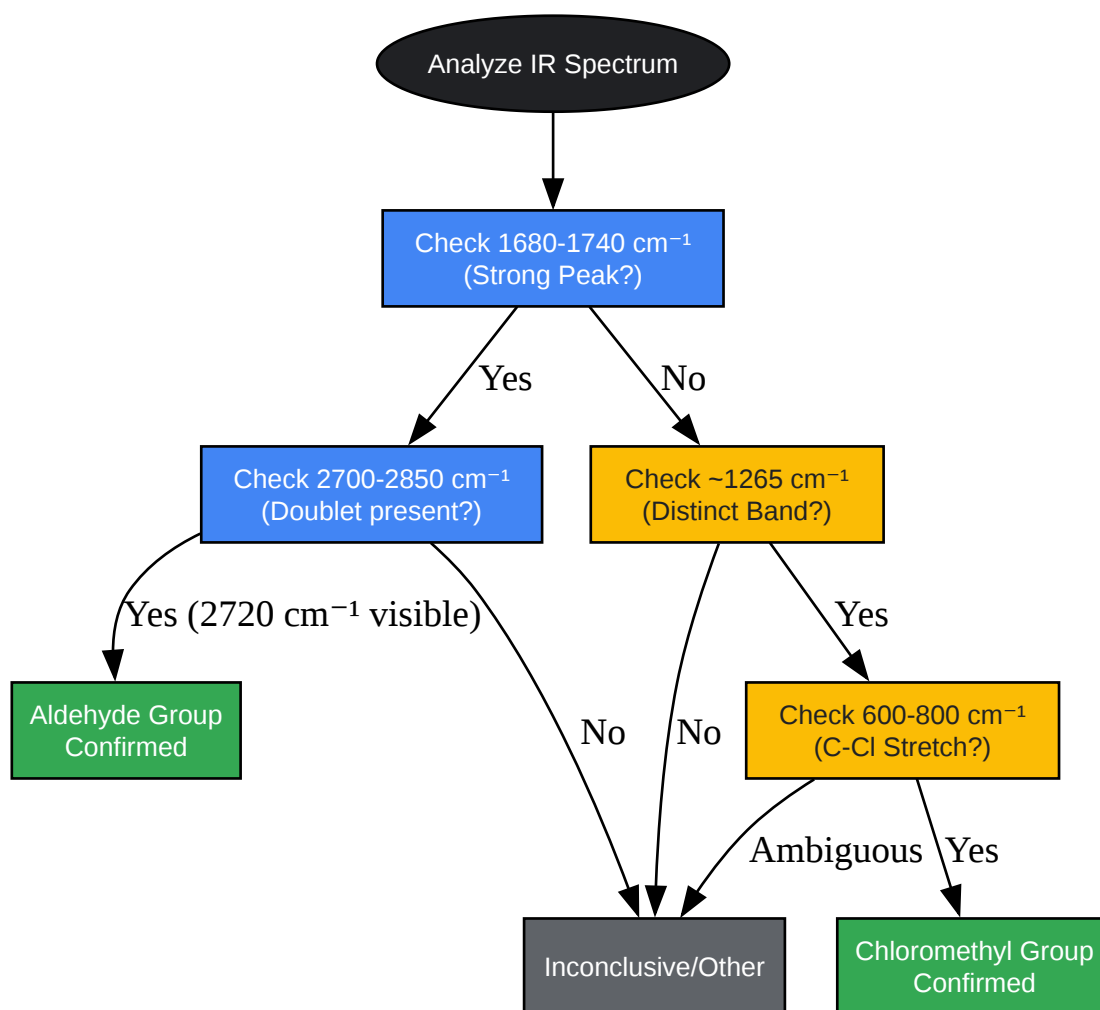 Analyze IR Spectrum
Check 1680-1740 cm⁻¹
(Strong Peak?)
Yes
No
Check 2700-2850 cm⁻¹
(Doublet present?)
Check ~1265 cm⁻¹
(Distinct Band?)
Yes (2720 cm⁻¹ visible)
Yes
Aldehyde Group
Confirmed
No
No
Check 600-800 cm⁻¹
(C-Cl Stretch?)
Ambiguous
Yes
Inconclusive/Other
Chloromethyl Group
Confirmed